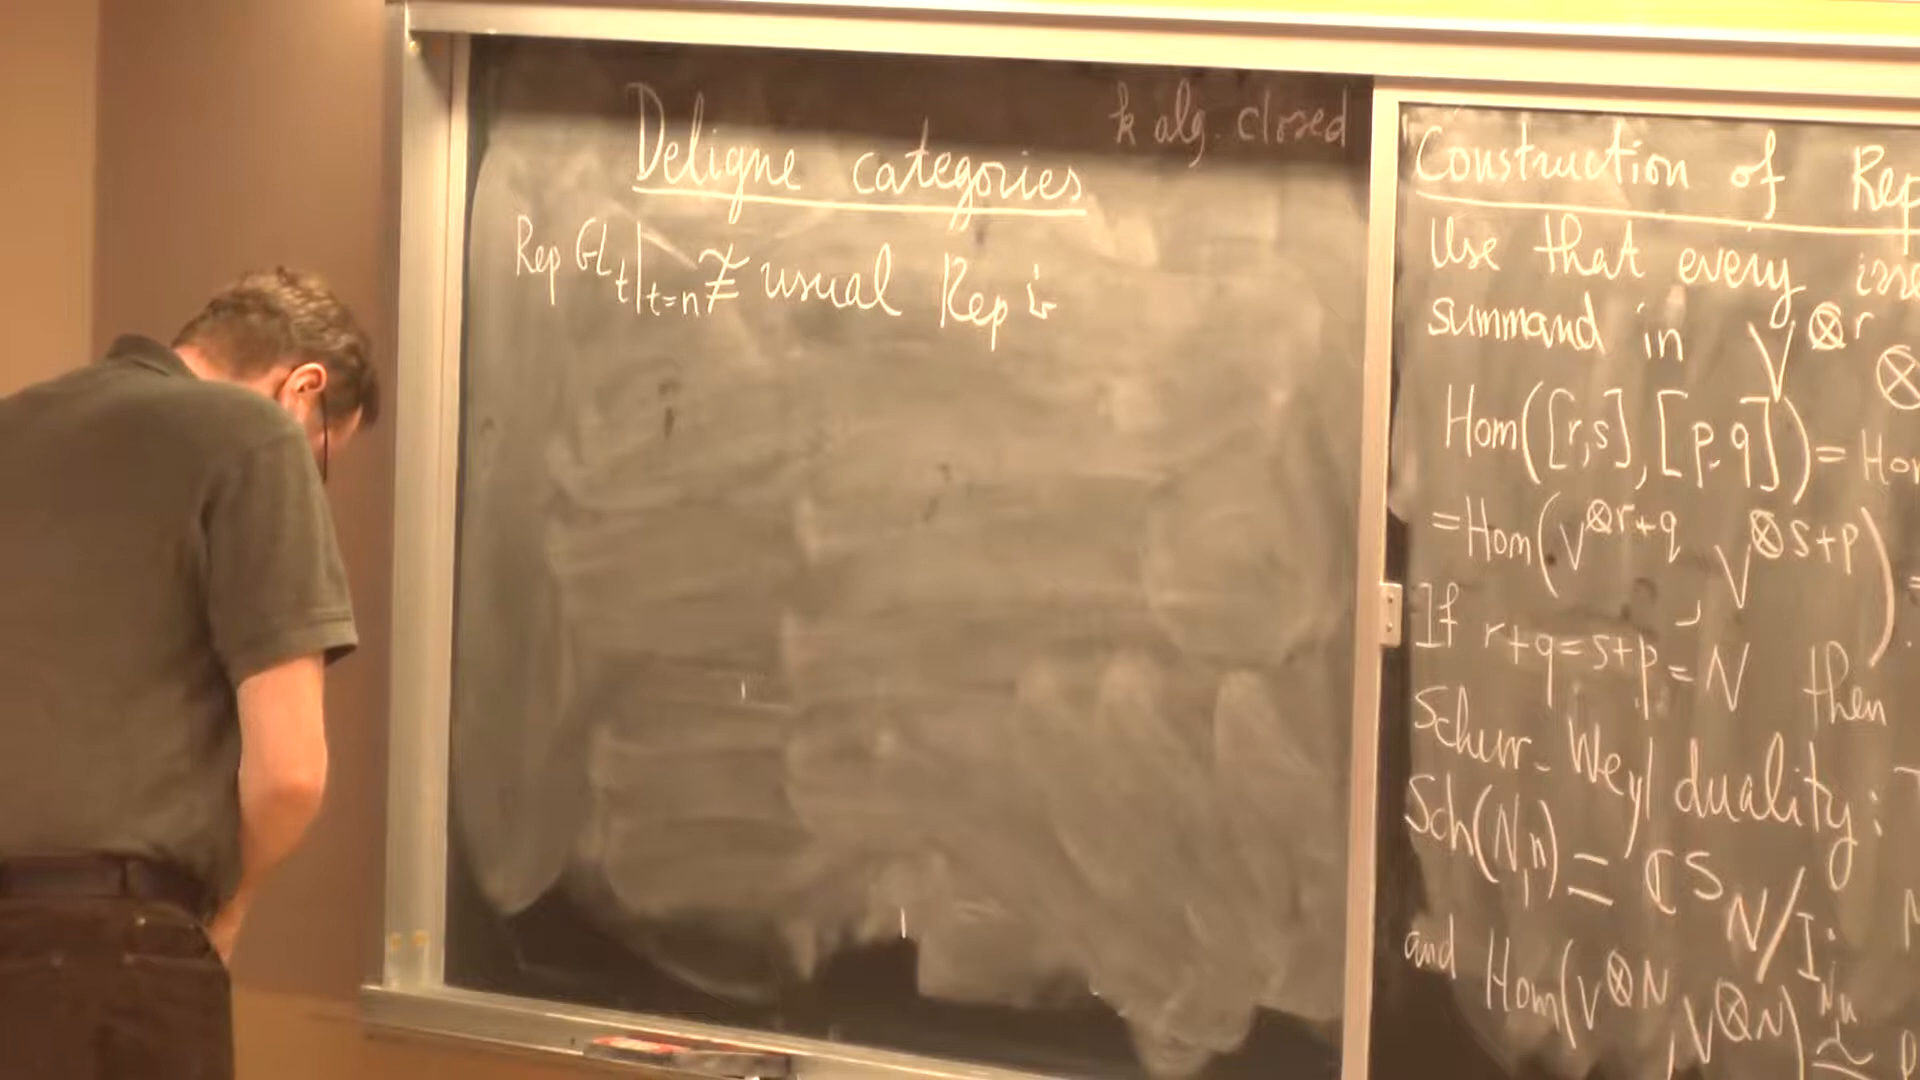 Deligne categories
k alg. closed
Rep GL_t|_{t=n} ≇ usual Rep
Construction of Rep
Use that every
summand in V^{⊗r} ⊗
Hom([r,s],[p,q])= Hom
=Hom(V^{⊗r+q}, V^{⊗s+p}).
If r+q=s+p=N then
Schur-Weyl duality:
Sch(N,n) = ℂS_N/I_{N,n}
and Hom(V^{⊗N}, V^{⊗N}) ≃